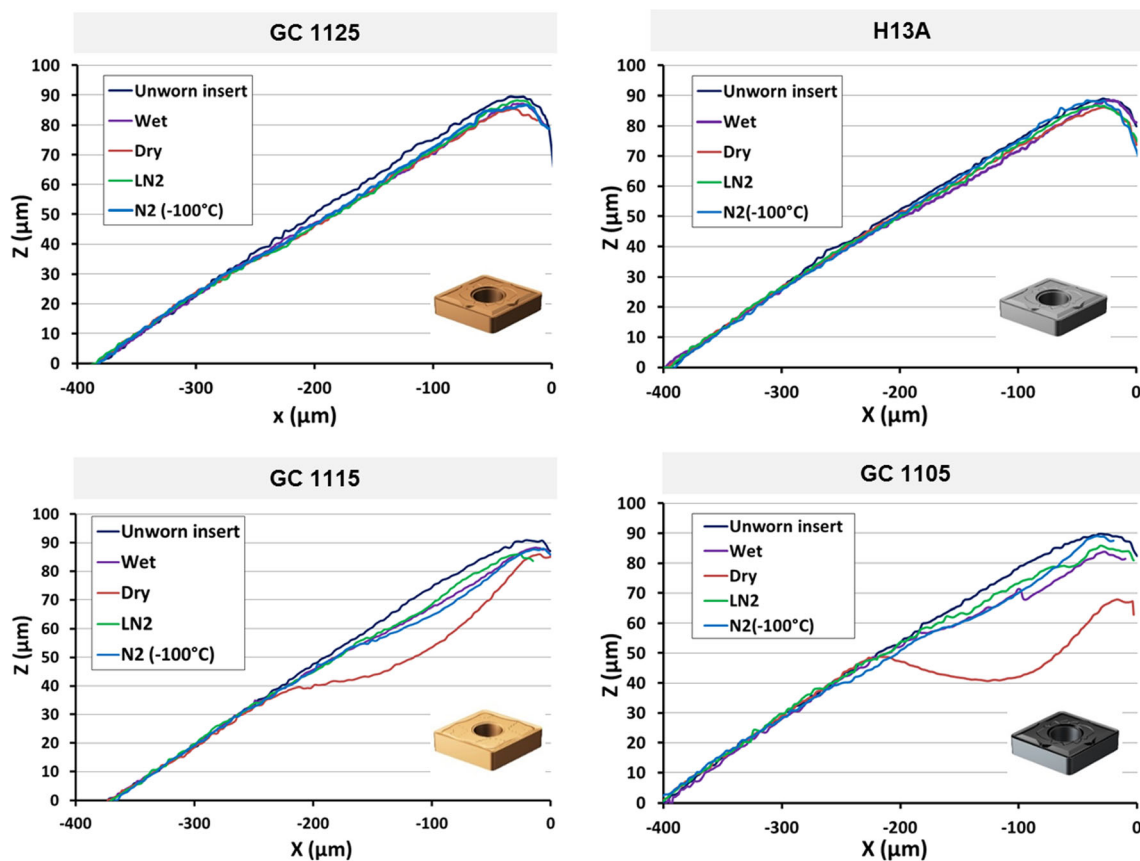 GC 1125
100
90
80
70
60
50
40
30
20
10
0
Z (μm)
Unworn insert
Wet
Dry
LN2
N2 (-100°C)
-400
-300
-200
-100
0
x (μm)
H13A
100
90
80
70
60
50
40
30
20
10
0
Z (μm)
Unworn insert
Wet
Dry
LN2
N2(-100°C)
-400
-300
-200
-100
0
X (μm)
GC 1115
100
90
80
70
60
50
40
30
20
10
0
Z (μm)
Unworn insert
Wet
Dry
LN2
N2 (-100°C)
-400
-300
-200
-100
0
X (μm)
GC 1105
100
90
80
70
60
50
40
30
20
10
0
Z (μm)
Unworn insert
Wet
Dry
LN2
N2(-100°C)
-400
-300
-200
-100
0
X (μm)